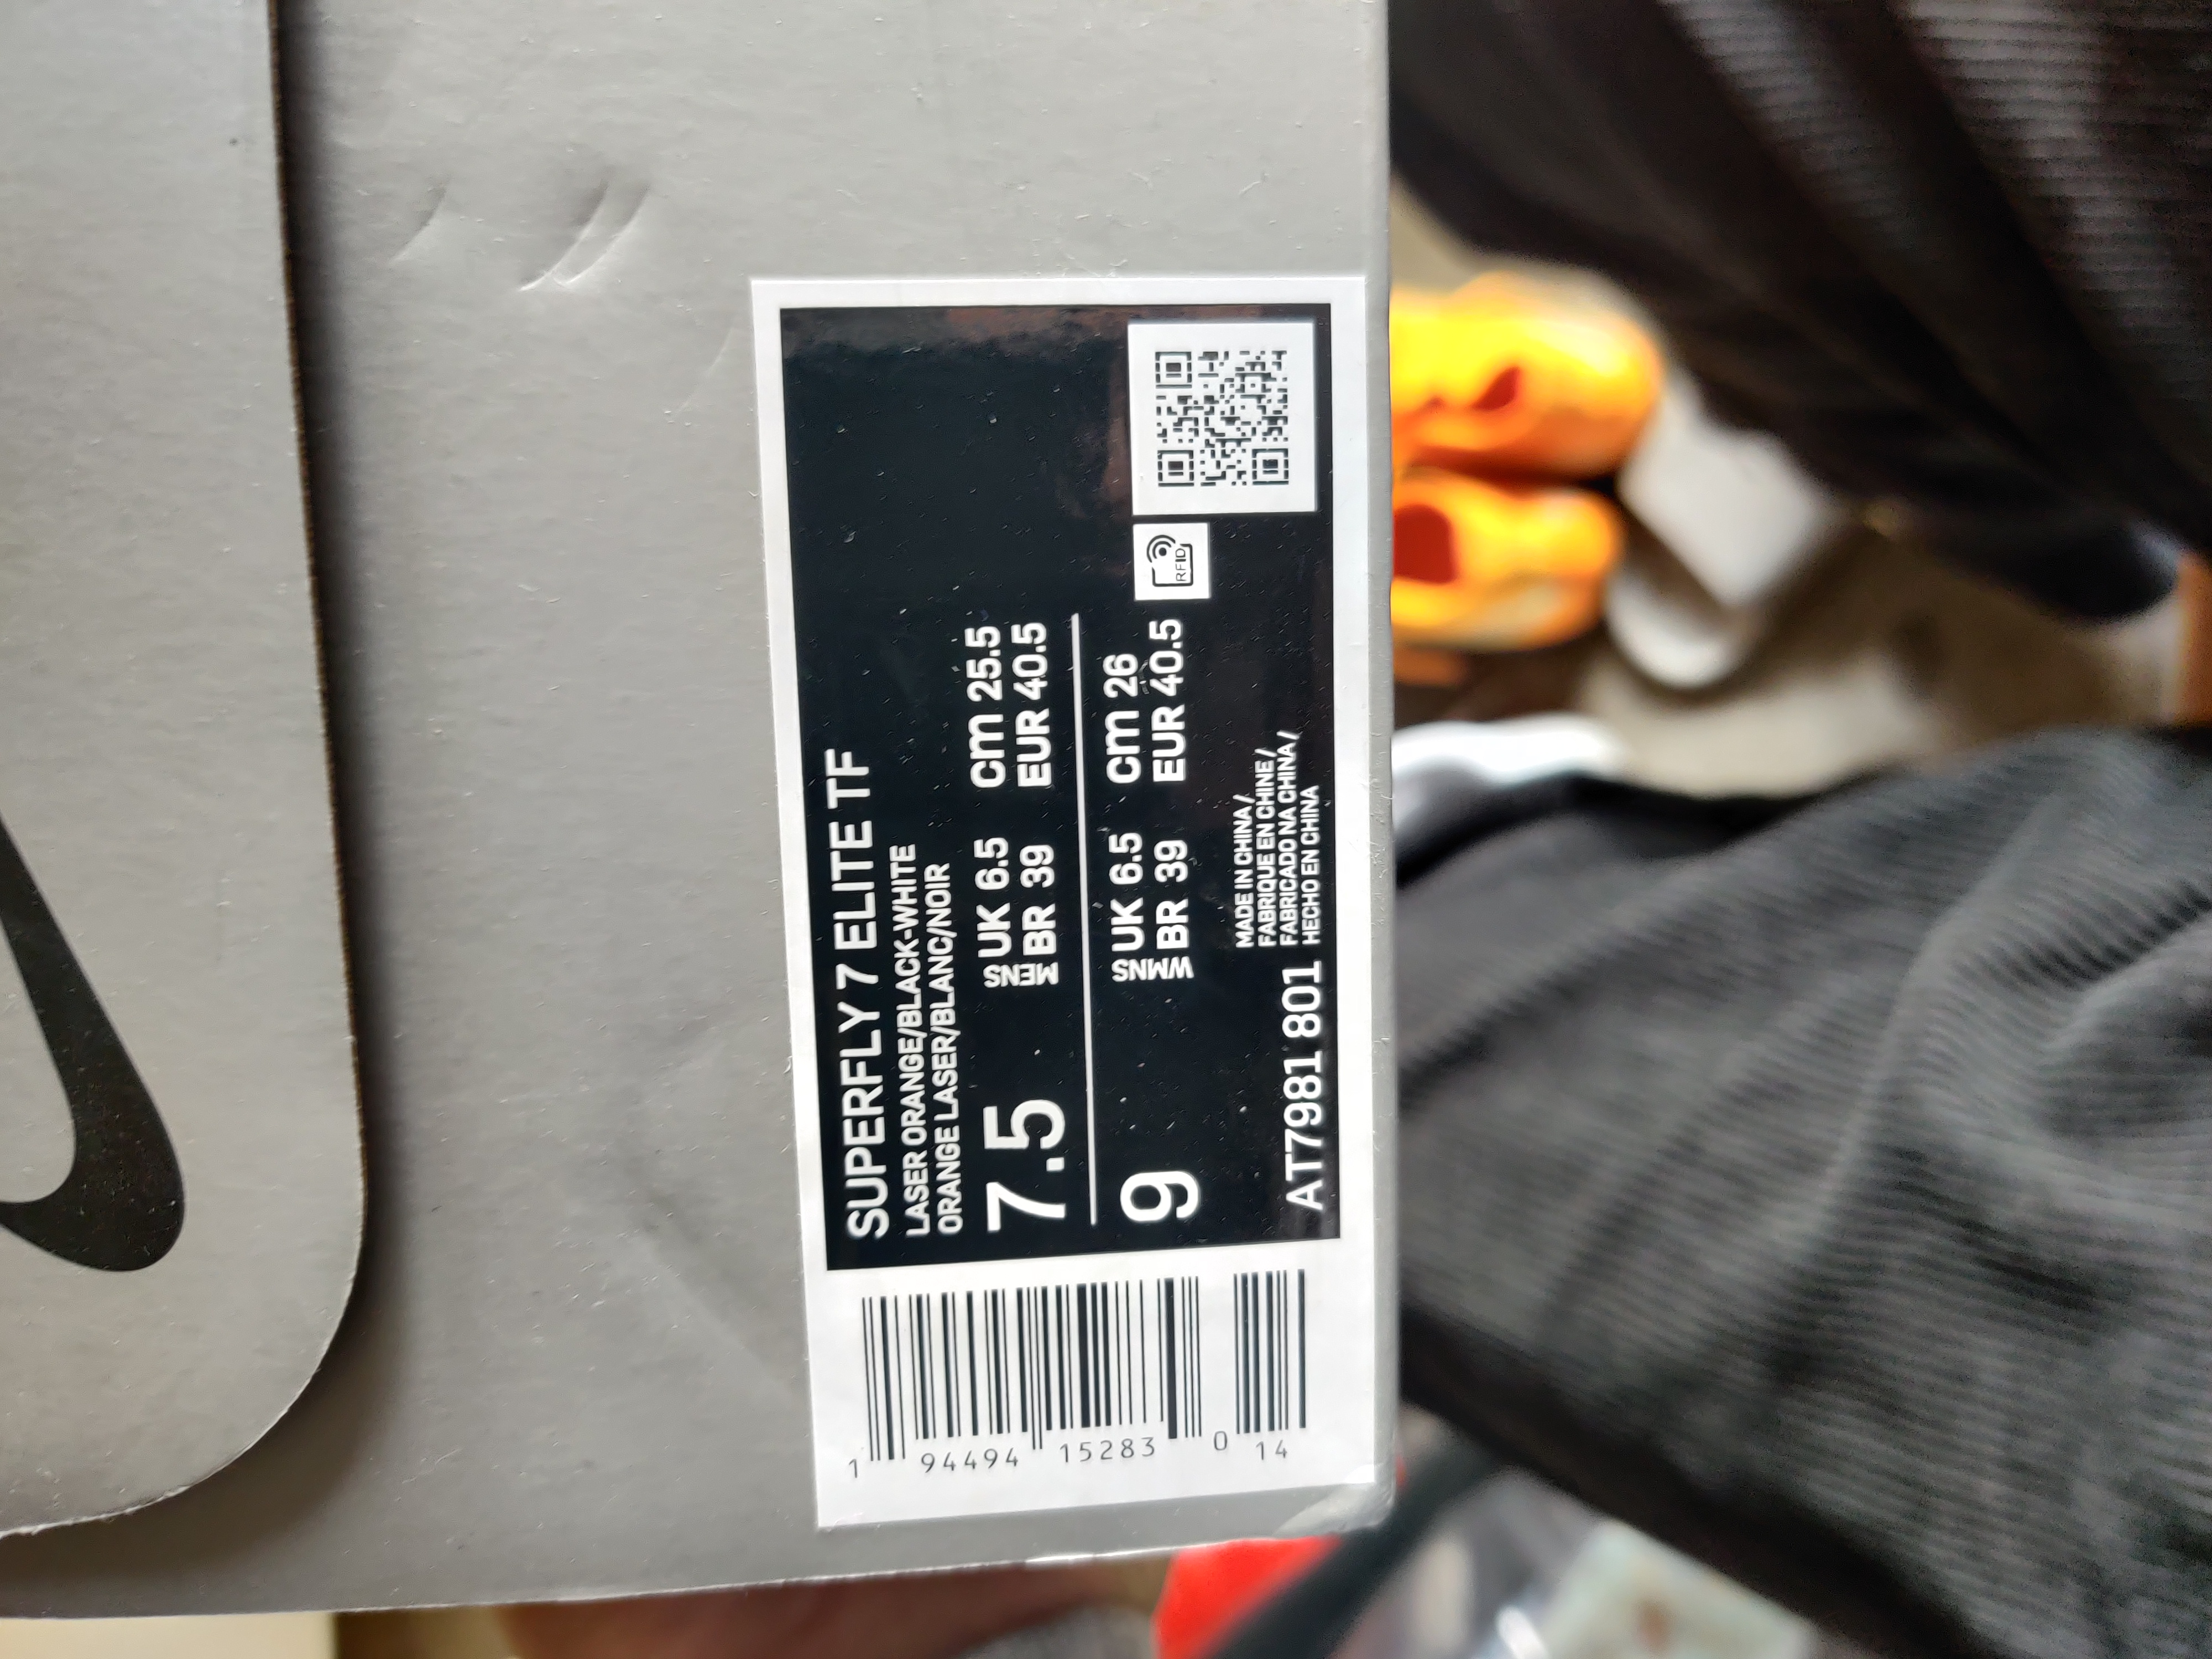 SUPERFLY 7 ELITE TF
LASER ORANGE/BLACK-WHITE
ORANGE LASER/BLANC/NOIR
7.5
MENS
UK 6.5 cm 25.5
BR 39 EUR 40.5
9
WMNS
UK 6.5 cm 26
BR 39 EUR 40.5
RFID
AT7981 801
MADE IN CHINA/
FABRIQUE EN CHINE/
FABRICADO NA CHINA/
HECHO EN CHINA
1 94494 15283 0 14